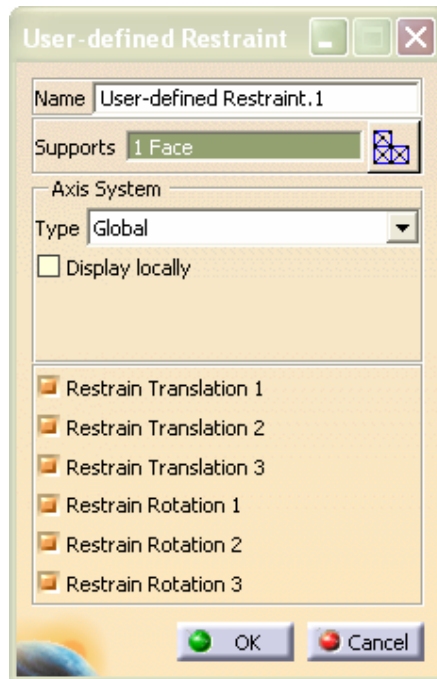 User-defined Restraint
Name User-defined Restraint.1
Supports 1 Face
Axis System
Type Global
Display locally
Restrain Translation 1
Restrain Translation 2
Restrain Translation 3
Restrain Rotation 1
Restrain Rotation 2
Restrain Rotation 3
OK Cancel